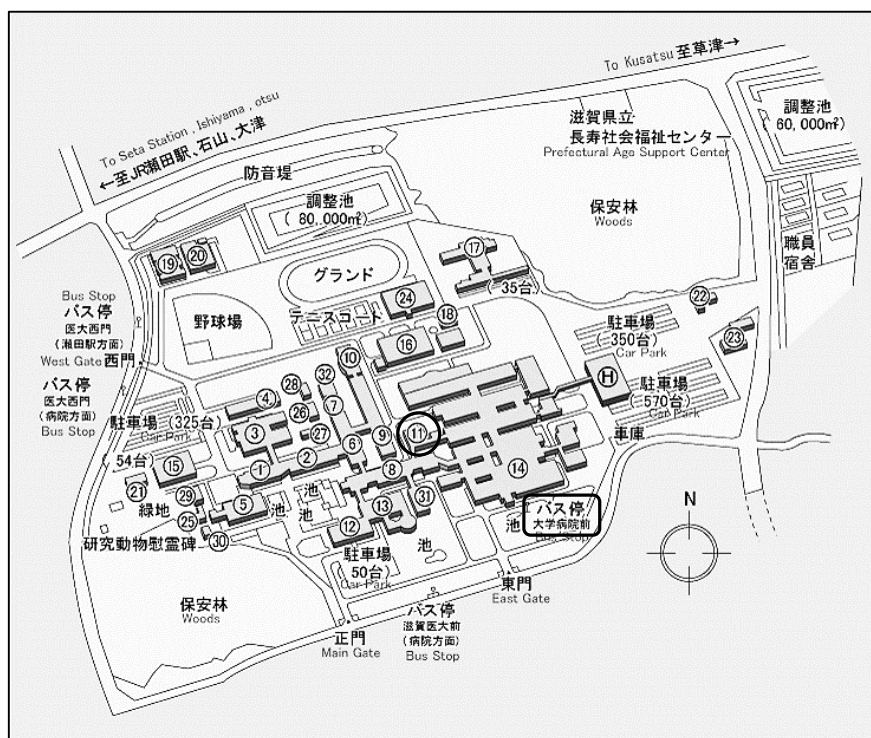 To Kusatsu 至草津→
To Seta Station , Ishiyama , otsu
←至JR瀬田駅、石山、大津
調整池
( 60,000㎡)
滋賀県立
長寿社会福祉センター
Prefectural Age Support Center
防音堤
調整池
( 80,000㎡)
保安林
Woods
職員
宿舎
⑰
⑲
⑳
グランド
( 35台)
㉒
Bus Stop
バス停
医大西門
(瀬田駅方面)
野球場
テニスコート
㉔
⑱
駐車場
( 350台)
Car Park
㉓
West Gate 西門
⑩
⑯
H
駐車場
( 570台)
Car Park
バス停
医大西門
(病院方面)
Bus Stop
㉘
㉜
④
㉖
⑦
駐車場 ( 325台)
Car Park
③
㉗
⑥
⑨
⑪
車庫
( 54台)
⑮
①
②
⑧
⑭
㉑
㉙
⑤
池
池
⑬
㉛
バス停
大学病院前
Bus Stop
N
緑地
㉕
池
⑫
池
研究動物慰霊碑
㉚
駐車場
50台)
Car Park
池
保安林
Woods
東門
East Gate
正門
Main Gate
バス停
滋賀医大前
(病院方面)
Bus Stop